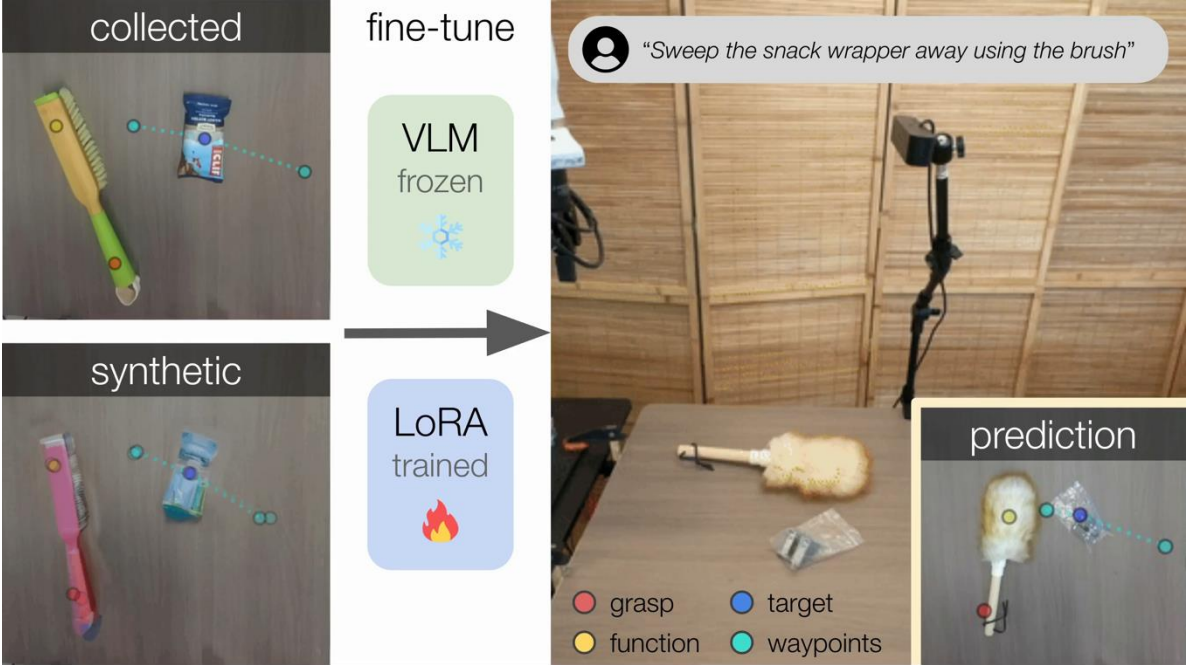 collected
CLIF
synthetic
fine-tune
VLM
frozen
LoRA
trained
"Sweep the snack wrapper away using the brush"
prediction
grasp
target
function
waypoints